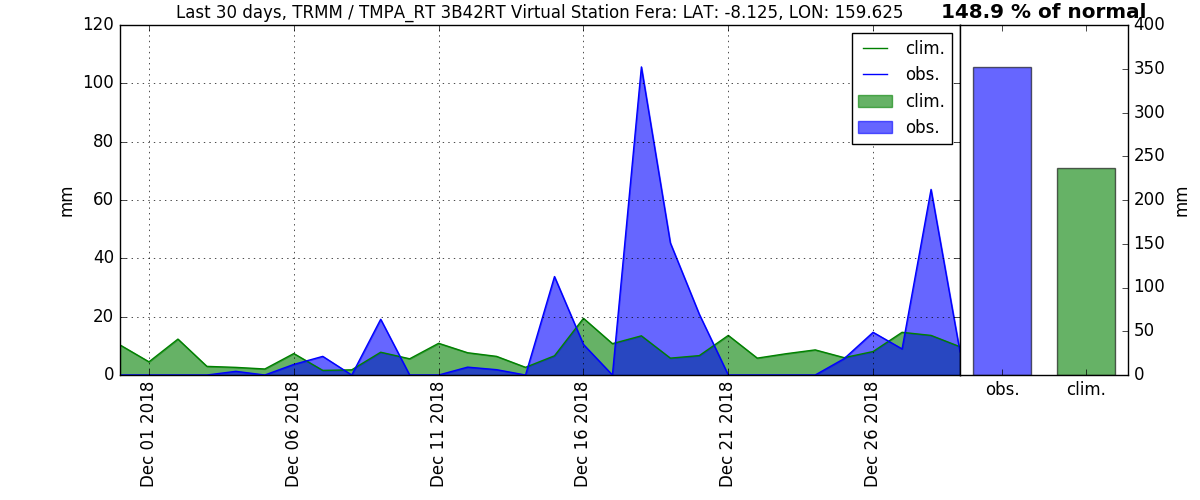 Last 30 days, TRMM / TMPA_RT 3B42RT Virtual Station Fera: LAT: -8.125, LON: 159.625
148.9 % of normal
120
100
80
60
40
20
0
mm
clim.
obs.
clim.
obs.
400
350
300
250
200
150
100
50
0
mm
Dec 01 2018
Dec 06 2018
Dec 11 2018
Dec 16 2018
Dec 21 2018
Dec 26 2018
obs.
clim.